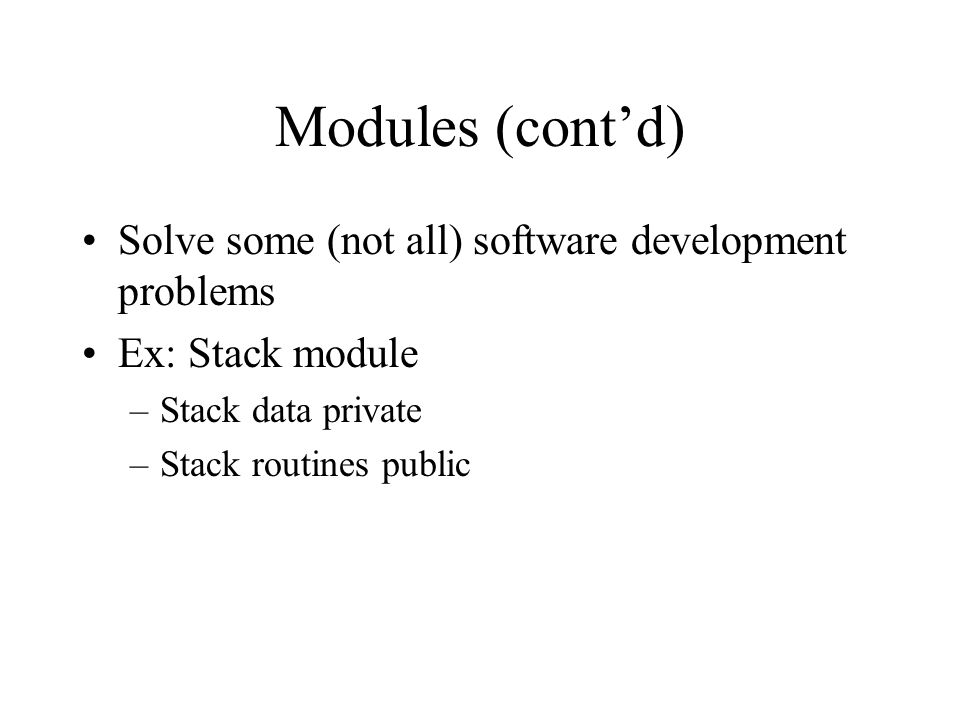 Modules (cont’d)
• Solve some (not all) software development
problems
• Ex: Stack module
– Stack data private
– Stack routines public